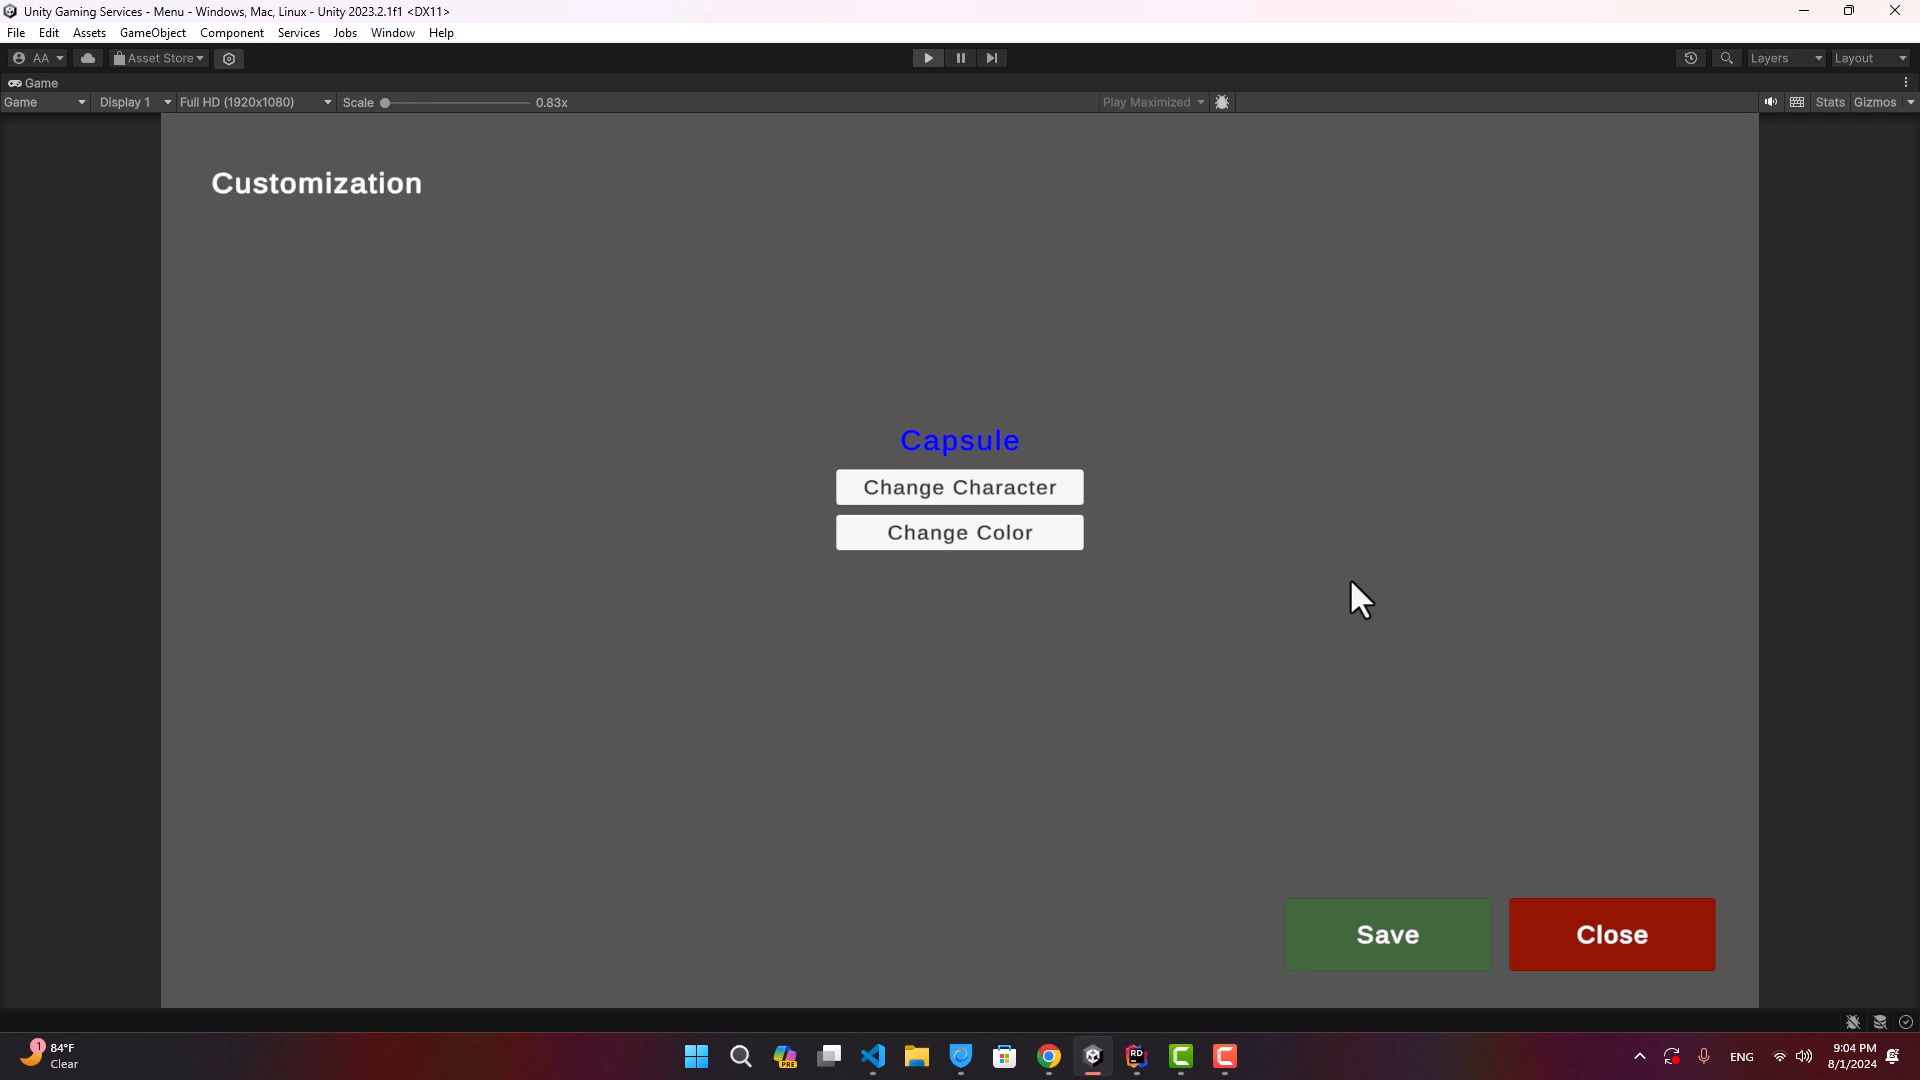 Unity Gaming Services - Menu - Windows, Mac, Linux - Unity 2023.2.1f1 <DX11>
File Edit Assets GameObject Component Services Jobs Window Help
AA Asset Store Layers Layout
Game
Game Display 1 Full HD (1920x1080) Scale 0.83x Play Maximized Stats Gizmos
Customization
Capsule
Change Character
Change Color
Save Close
1 84°F
Clear
PRE
RD
ENG
9:04 PM
8/1/2024